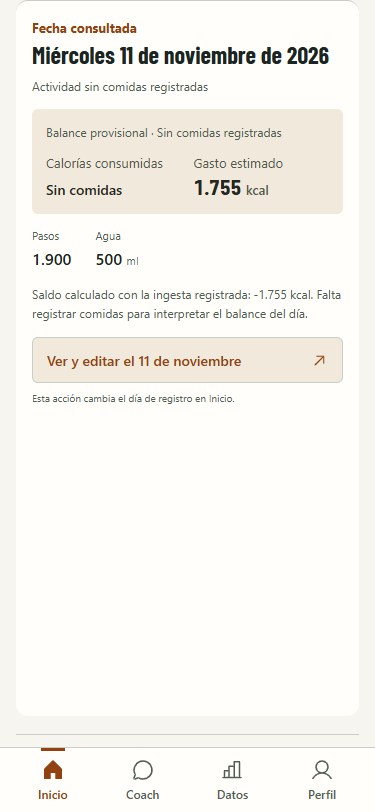 Fecha consultada
Miércoles 11 de noviembre de 2026
Actividad sin comidas registradas
Balance provisional · Sin comidas registradas
Calorías consumidas Gasto estimado
Sin comidas 1.755 kcal
Pasos Agua
1.900 500 ml
Saldo calculado con la ingesta registrada: -1.755 kcal. Falta
registrar comidas para interpretar el balance del día.
Ver y editar el 11 de noviembre
Esta acción cambia el día de registro en Inicio.
Inicio Coach Datos Perfil